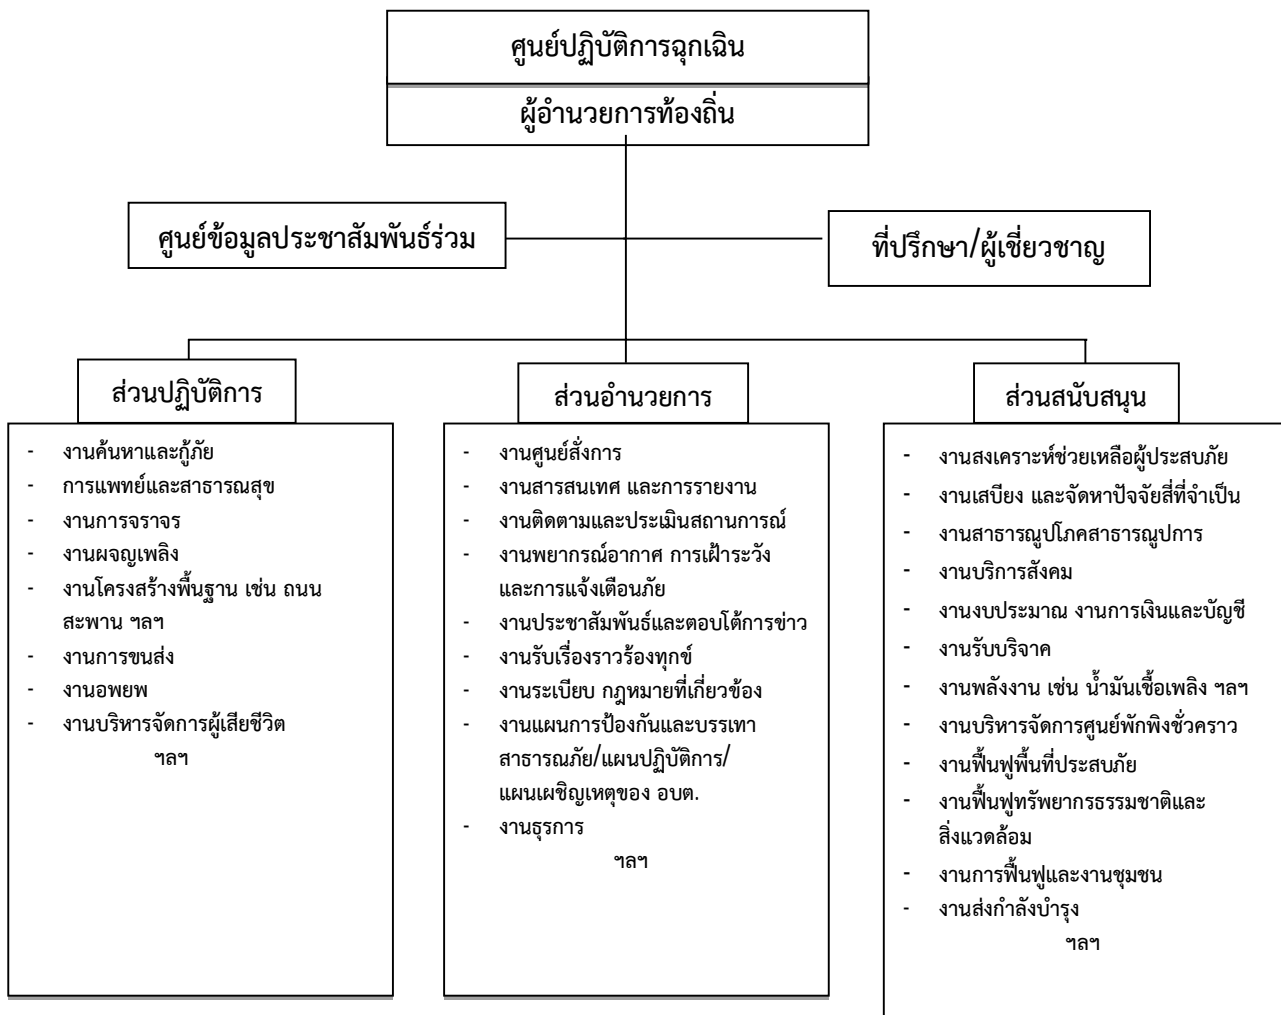 ศูนย์ปฏิบัติการฉุกเฉิน
ผู้อำนวยการท้องถิ่น
ศูนย์ข้อมูลประชาสัมพันธ์ร่วม
ที่ปรึกษา/ผู้เชี่ยวชาญ
ส่วนปฏิบัติการ
- งานค้นหาและกู้ภัย
- การแพทย์และสาธารณสุข
- งานการจราจร
- งานผจญเพลิง
- งานโครงสร้างพื้นฐาน เช่น ถนน
สะพาน ฯลฯ
- งานการขนส่ง
- งานอพยพ
- งานบริหารจัดการผู้เสียชีวิต
ฯลฯ
ส่วนอำนวยการ
- งานศูนย์สั่งการ
- งานสารสนเทศ และการรายงาน
- งานติดตามและประเมินสถานการณ์
- งานพยากรณ์อากาศ การเฝ้าระวัง
และการแจ้งเตือนภัย
- งานประชาสัมพันธ์และตอบโต้การข่าว
- งานรับเรื่องราวร้องทุกข์
- งานระเบียบ กฎหมายที่เกี่ยวข้อง
- งานแผนการป้องกันและบรรเทา
สาธารณภัย/แผนปฏิบัติการ/
แผนเผชิญเหตุของ อบต.
- งานธุรการ
ฯลฯ
ส่วนสนับสนุน
- งานสงเคราะห์ช่วยเหลือผู้ประสบภัย
- งานเสบียง และจัดหาปัจจัยสี่ที่จำเป็น
- งานสาธารณูปโภคสาธารณูปการ
- งานบริการสังคม
- งานงบประมาณ งานการเงินและบัญชี
- งานรับบริจาค
- งานพลังงาน เช่น น้ำมันเชื้อเพลิง ฯลฯ
- งานบริหารจัดการศูนย์พักพิงชั่วคราว
- งานฟื้นฟูพื้นที่ประสบภัย
- งานฟื้นฟูทรัพยากรธรรมชาติและ
สิ่งแวดล้อม
- งานการฟื้นฟูและงานชุมชน
- งานส่งกำลังบำรุง
ฯลฯ